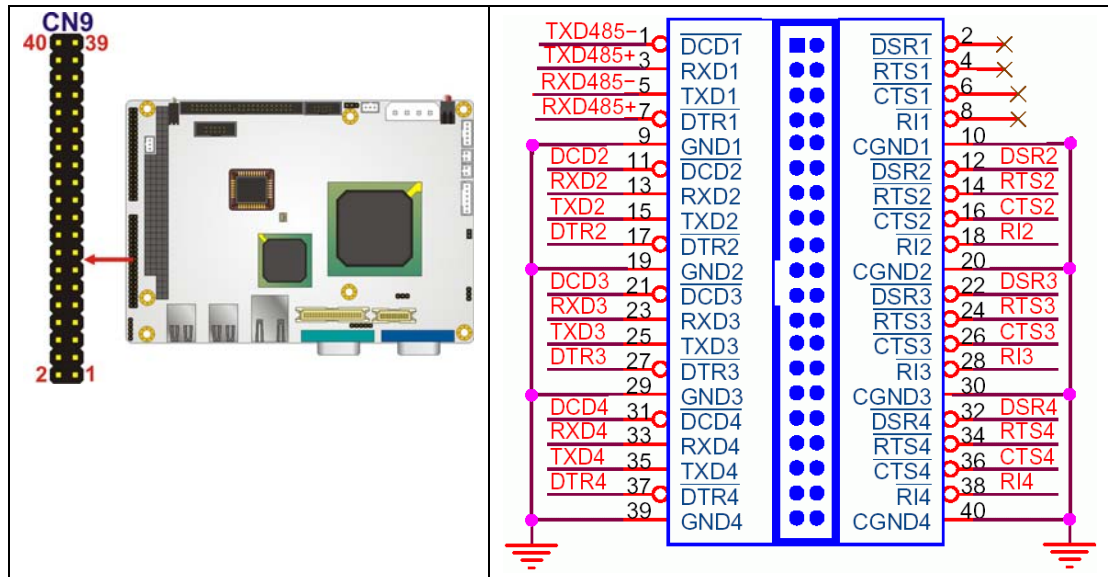 CN9
40 39
2 1
TXD485- 1 DCD1 DSR1 2
TXD485+ 3 RXD1 RTS1 4
RXD485- 5 TXD1 CTS1 6
RXD485+ 7 DTR1 RI1 8
9 GND1 CGND1 10
DCD2 11 DCD2 DSR2 12 DSR2
RXD2 13 RXD2 RTS2 14 RTS2
TXD2 15 TXD2 CTS2 16 CTS2
DTR2 17 DTR2 RI2 18 RI2
19 GND2 CGND2 20
DCD3 21 DCD3 DSR3 22 DSR3
RXD3 23 RXD3 RTS3 24 RTS3
TXD3 25 TXD3 CTS3 26 CTS3
DTR3 27 DTR3 RI3 28 RI3
29 GND3 CGND3 30
DCD4 31 DCD4 DSR4 32 DSR4
RXD4 33 RXD4 RTS4 34 RTS4
TXD4 35 TXD4 CTS4 36 CTS4
DTR4 37 DTR4 RI4 38 RI4
39 GND4 CGND4 40